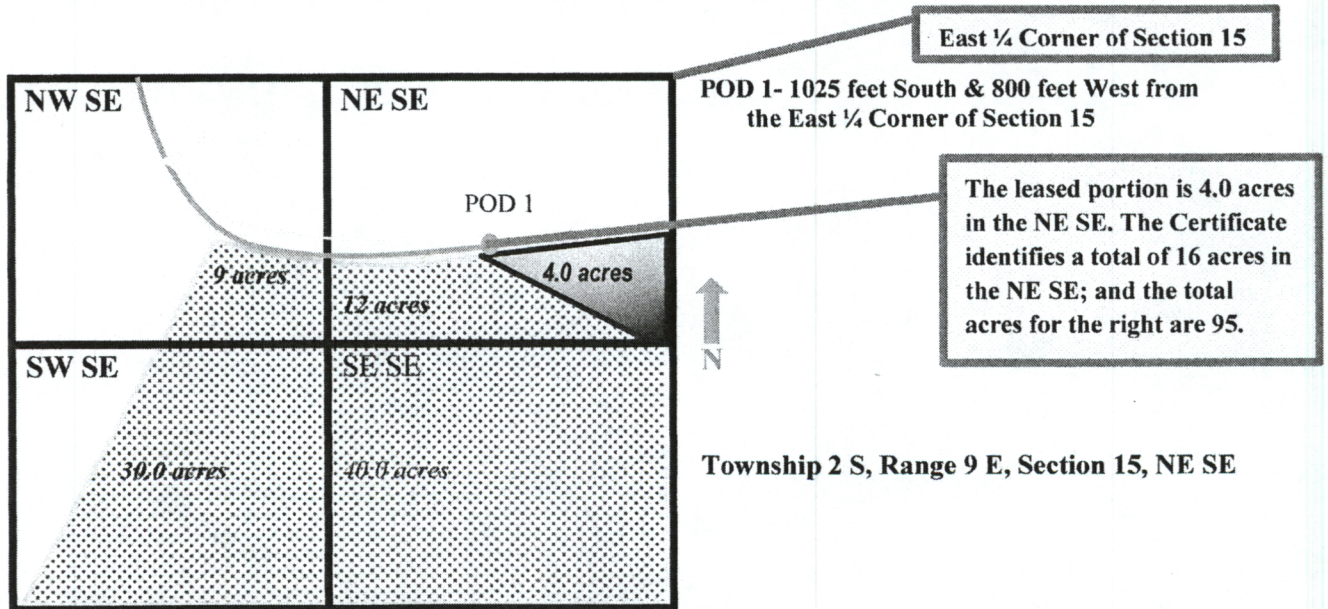 East ¼ Corner of Section 15
NW SE
NE SE
POD 1- 1025 feet South & 800 feet West from
the East ¼ Corner of Section 15
POD 1
The leased portion is 4.0 acres
in the NE SE. The Certificate
identifies a total of 16 acres in
the NE SE; and the total
acres for the right are 95.
9 acres
12 acres
4.0 acres
N
SW SE
SE SE
30.0 acres
40.0 acres
Township 2 S, Range 9 E, Section 15, NE SE